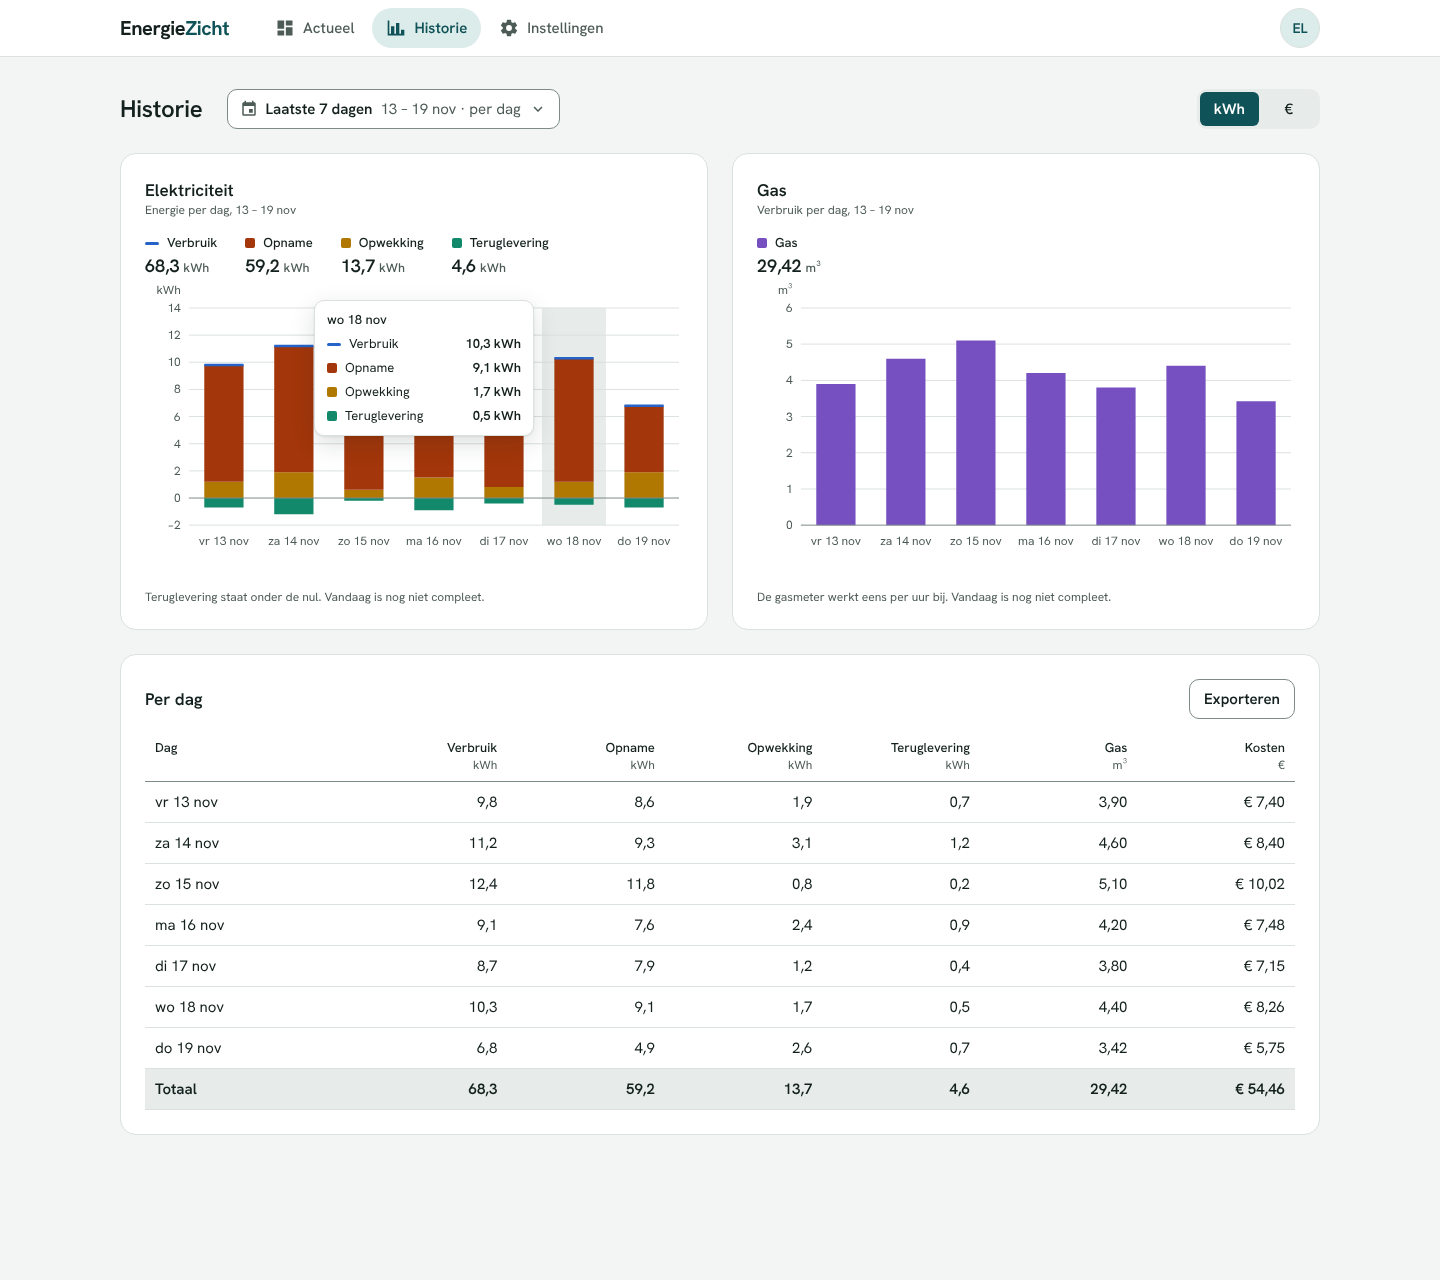 EnergieZicht
Actueel
Historie
Instellingen
EL
Historie
Laatste 7 dagen 13 – 19 nov · per dag
kWh
€
Elektriciteit
Energie per dag, 13 – 19 nov
Verbruik
68,3 kWh
Opname
59,2 kWh
Opwekking
13,7 kWh
Teruglevering
4,6 kWh
kWh
14
12
10
8
6
4
2
0
–2
wo 18 nov
Verbruik 10,3 kWh
Opname 9,1 kWh
Opwekking 1,7 kWh
Teruglevering 0,5 kWh
vr 13 nov za 14 nov zo 15 nov ma 16 nov di 17 nov wo 18 nov do 19 nov
Teruglevering staat onder de nul. Vandaag is nog niet compleet.
Gas
Verbruik per dag, 13 – 19 nov
Gas
29,42 m³
m³
6
5
4
3
2
1
0
vr 13 nov za 14 nov zo 15 nov ma 16 nov di 17 nov wo 18 nov do 19 nov
De gasmeter werkt eens per uur bij. Vandaag is nog niet compleet.
Per dag
Exporteren
Dag Verbruik Opname Opwekking Teruglevering Gas Kosten
kWh kWh kWh kWh m³ €
vr 13 nov 9,8 8,6 1,9 0,7 3,90 € 7,40
za 14 nov 11,2 9,3 3,1 1,2 4,60 € 8,40
zo 15 nov 12,4 11,8 0,8 0,2 5,10 € 10,02
ma 16 nov 9,1 7,6 2,4 0,9 4,20 € 7,48
di 17 nov 8,7 7,9 1,2 0,4 3,80 € 7,15
wo 18 nov 10,3 9,1 1,7 0,5 4,40 € 8,26
do 19 nov 6,8 4,9 2,6 0,7 3,42 € 5,75
Totaal 68,3 59,2 13,7 4,6 29,42 € 54,46